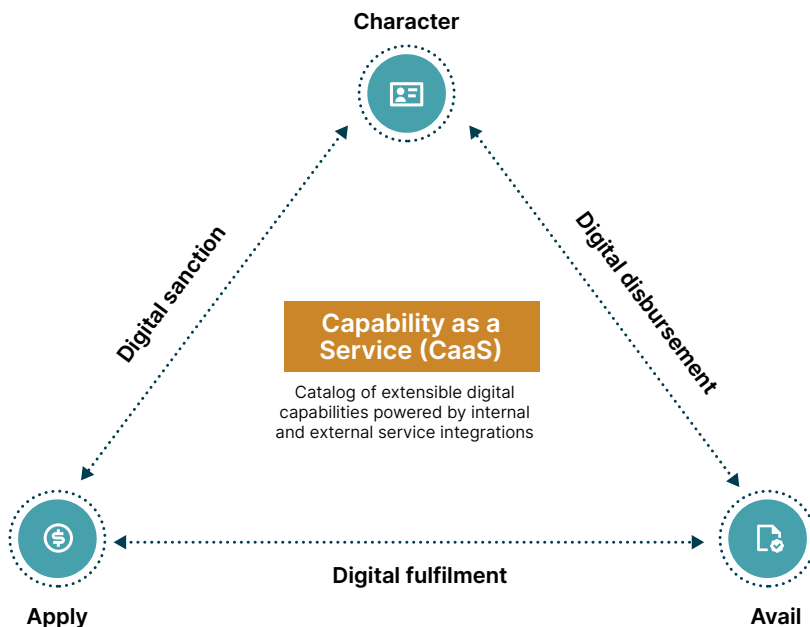 Character
Digital sanction
Digital disbursement
Capability as a
Service (CaaS)
Catalog of extensible digital
capabilities powered by internal
and external service integrations
$
Digital fulfilment
Apply
Avail